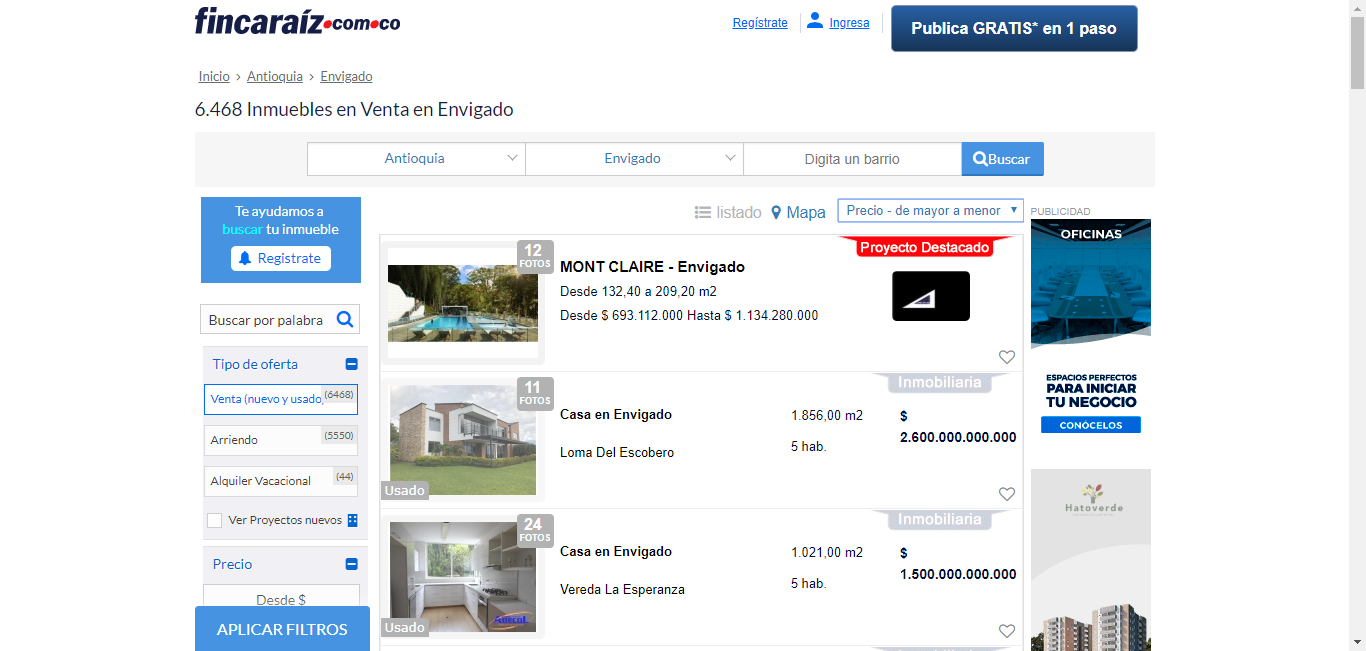 fincaraíz.com.co
Regístrate
Ingresa
Publica GRATIS* en 1 paso
Inicio > Antioquia > Envigado
6.468 Inmuebles en Venta en Envigado
Antioquia
Envigado
Digita un barrio
Buscar
Te ayudamos a
buscar tu inmueble
Registrate
Buscar por palabra
Tipo de oferta
Venta (nuevo y usado)
(6468)
Arriendo
(5550)
Alquiler Vacacional
(44)
Ver Proyectos nuevos
Precio
Desde $
APLICAR FILTROS
listado
Mapa
Precio - de mayor a menor
12
FOTOS
MONT CLAIRE - Envigado
Desde 132,40 a 209,20 m2
Desde $ 693.112.000 Hasta $ 1.134.280.000
Proyecto Destacado
11
FOTOS
Usado
Casa en Envigado
Loma Del Escobero
1.856,00 m2
5 hab.
Inmobiliaria
$
2.600.000.000.000
24
FOTOS
Usado
Casa en Envigado
Vereda La Esperanza
1.021,00 m2
5 hab.
Inmobiliaria
$
1.500.000.000.000
Inmobiliaria
PUBLICIDAD
OFICINAS
ESPACIOS PERFECTOS
PARA INICIAR
TU NEGOCIO
CONÓCELOS
Hatoverde